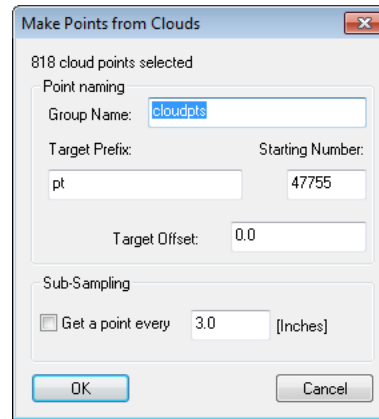 Make Points from Clouds
818 cloud points selected
Point naming
Group Name: cloudpts
Target Prefix: Starting Number:
pt 47755
Target Offset: 0.0
Sub-Sampling
Get a point every 3.0 [Inches]
OK Cancel